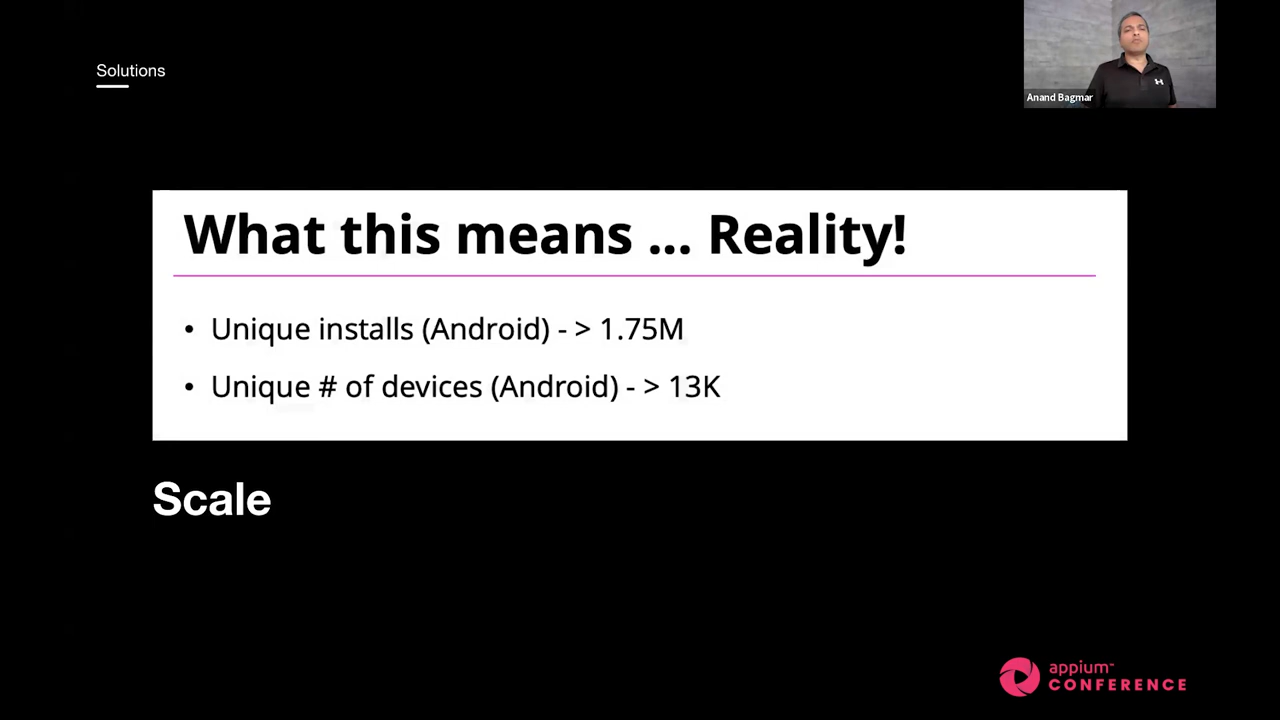 Solutions
Anand Bagmar
What this means ... Reality!
• Unique installs (Android) - > 1.75M
• Unique # of devices (Android) - > 13K
Scale
appium™
CONFERENCE